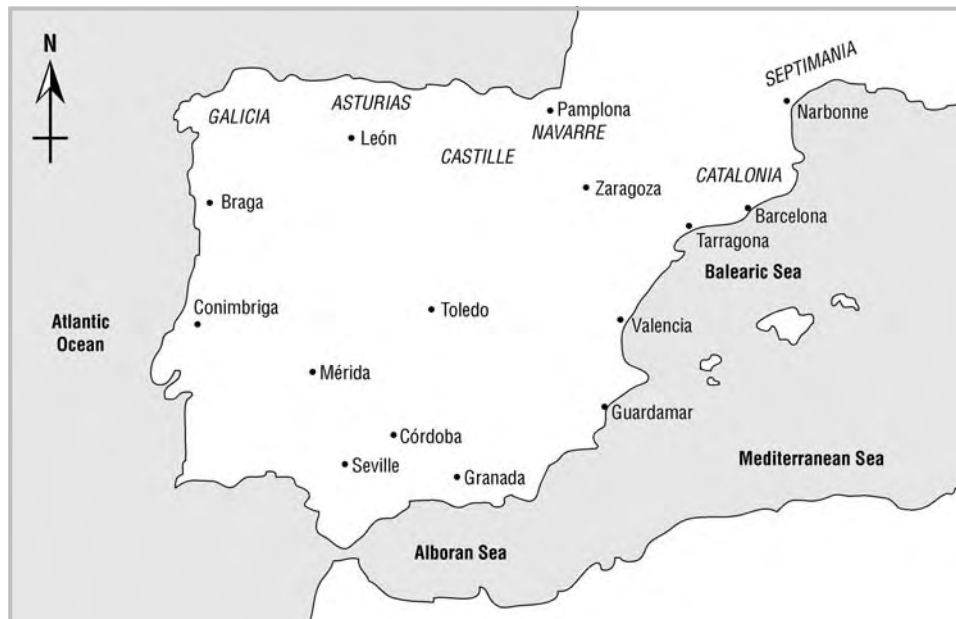 N
SEPTIMANIA
GALICIA
ASTURIAS
Pamplona
Narbonne
NAVARRE
León
CASTILLE
CATALONIA
Zaragoza
Braga
Barcelona
Tarragona
Balearic Sea
Conimbriga
Toledo
Atlantic
Ocean
Valencia
Mérida
Guardamar
Córdoba
Mediterranean Sea
Seville
Granada
Alboran Sea